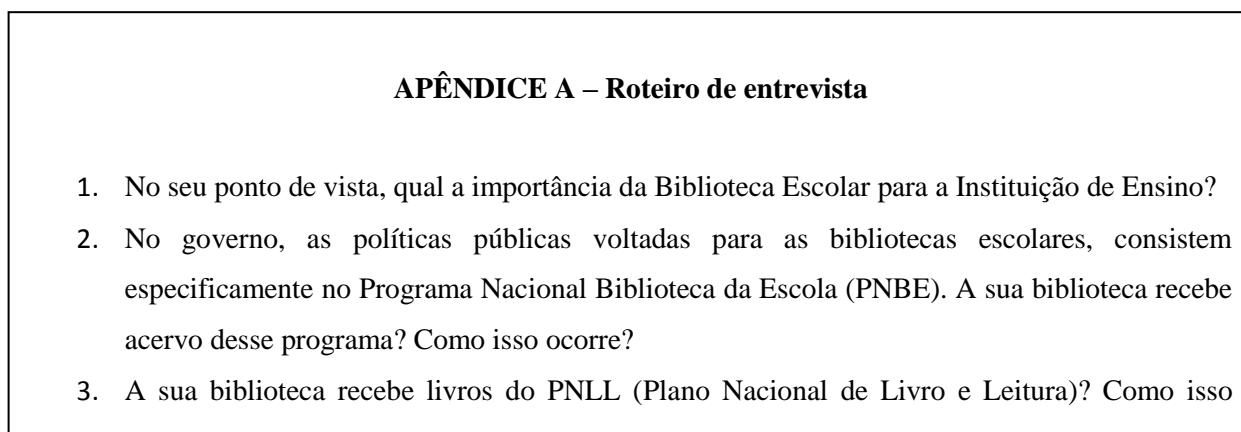 APÊNDICE A – Roteiro de entrevista
1. No seu ponto de vista, qual a importância da Biblioteca Escolar para a Instituição de Ensino?
2. No governo, as políticas públicas voltadas para as bibliotecas escolares, consistem
especificamente no Programa Nacional Biblioteca da Escola (PNBE). A sua biblioteca recebe
acervo desse programa? Como isso ocorre?
3. A sua biblioteca recebe livros do PNLL (Plano Nacional de Livro e Leitura)? Como isso